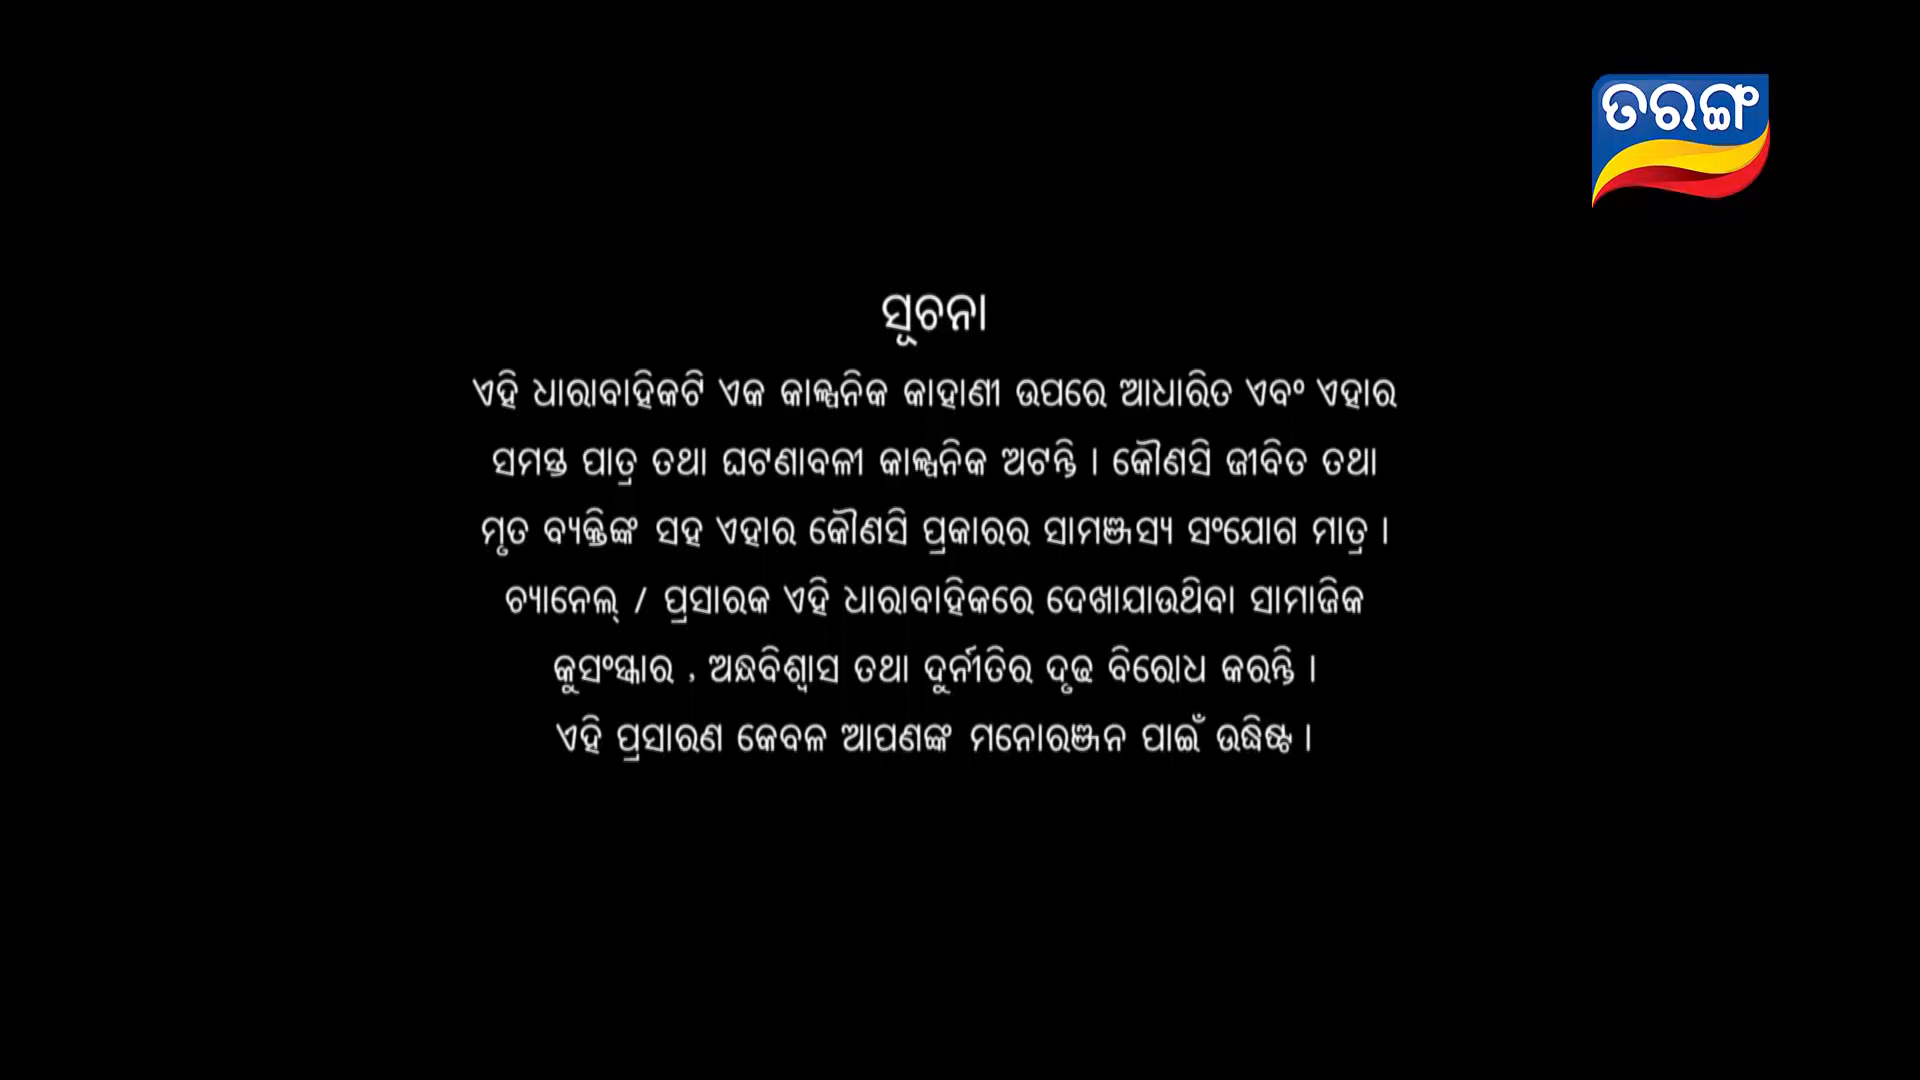 ତରଙ୍ଗ
ସୂଚନା
ଏହି ଧାରାବାହିକଟି ଏକ କାଳ୍ପନିକ କାହାଣୀ ଉପରେ ଆଧାରିତ ଏବଂ ଏହାର
ସମସ୍ତ ପାତ୍ର ତଥା ଘଟଣାବଳୀ କାଳ୍ପନିକ ଅଟନ୍ତି । କୌଣସି ଜୀବିତ ତଥା
ମୃତ ବ୍ୟକ୍ତିଙ୍କ ସହ ଏହାର କୌଣସି ପ୍ରକାରର ସାମଞ୍ଜସ୍ୟ ସଂଯୋଗ ମାତ୍ର ।
ଚ୍ୟାନେଲ୍ / ପ୍ରସାରକ ଏହି ଧାରାବାହିକରେ ଦେଖାଯାଉଥିବା ସାମାଜିକ
କୁସଂସ୍କାର , ଅନ୍ଧବିଶ୍ୱାସ ତଥା ଦୁର୍ନୀତିର ଦୃଢ ବିରୋଧ କରନ୍ତି ।
ଏହି ପ୍ରସାରଣ କେବଳ ଆପଣଙ୍କ ମନୋରଞ୍ଜନ ପାଇଁ ଉଦ୍ଧିଷ୍ଟ ।